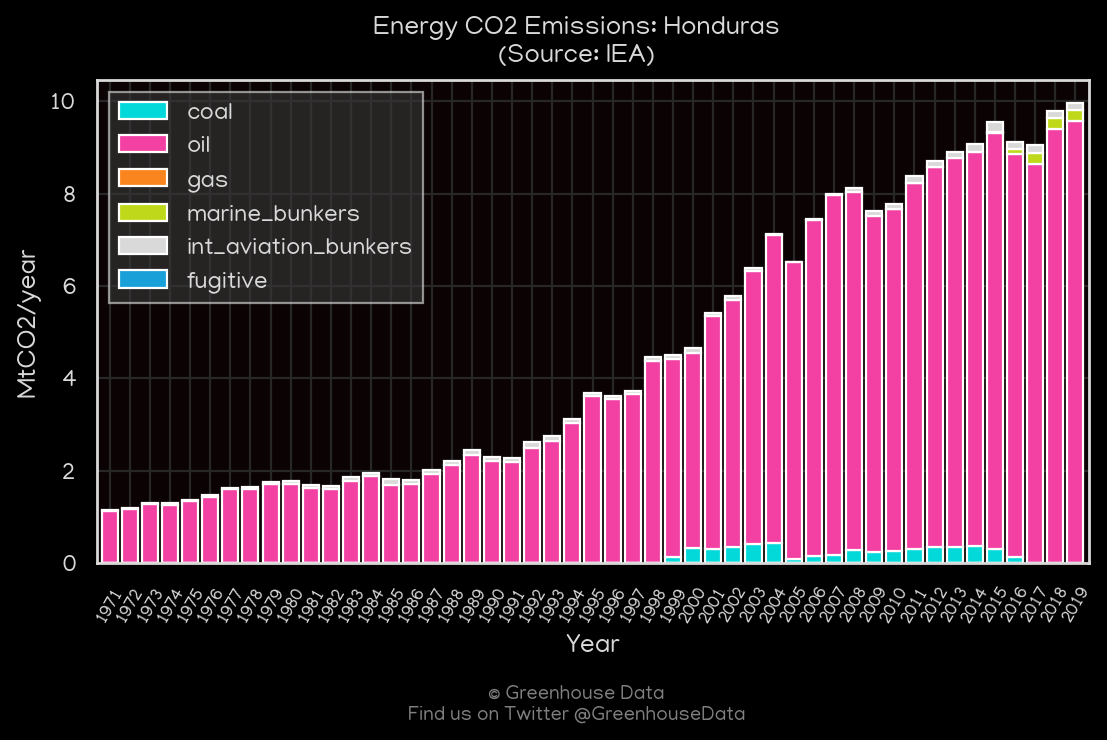 Energy CO2 Emissions: Honduras
(Source: IEA)
MtCO2/year
10
8
6
4
2
0
coal
oil
gas
marine_bunkers
int_aviation_bunkers
fugitive
1971 1972 1973 1974 1975 1976 1977 1978 1979 1980 1981 1982 1983 1984 1985 1986 1987 1988 1989 1990 1991 1992 1993 1994 1995 1996 1997 1998 1999 2000 2001 2002 2003 2004 2005 2006 2007 2008 2009 2010 2011 2012 2013 2014 2015 2016 2017 2018 2019
Year
© Greenhouse Data
Find us on Twitter @GreenhouseData